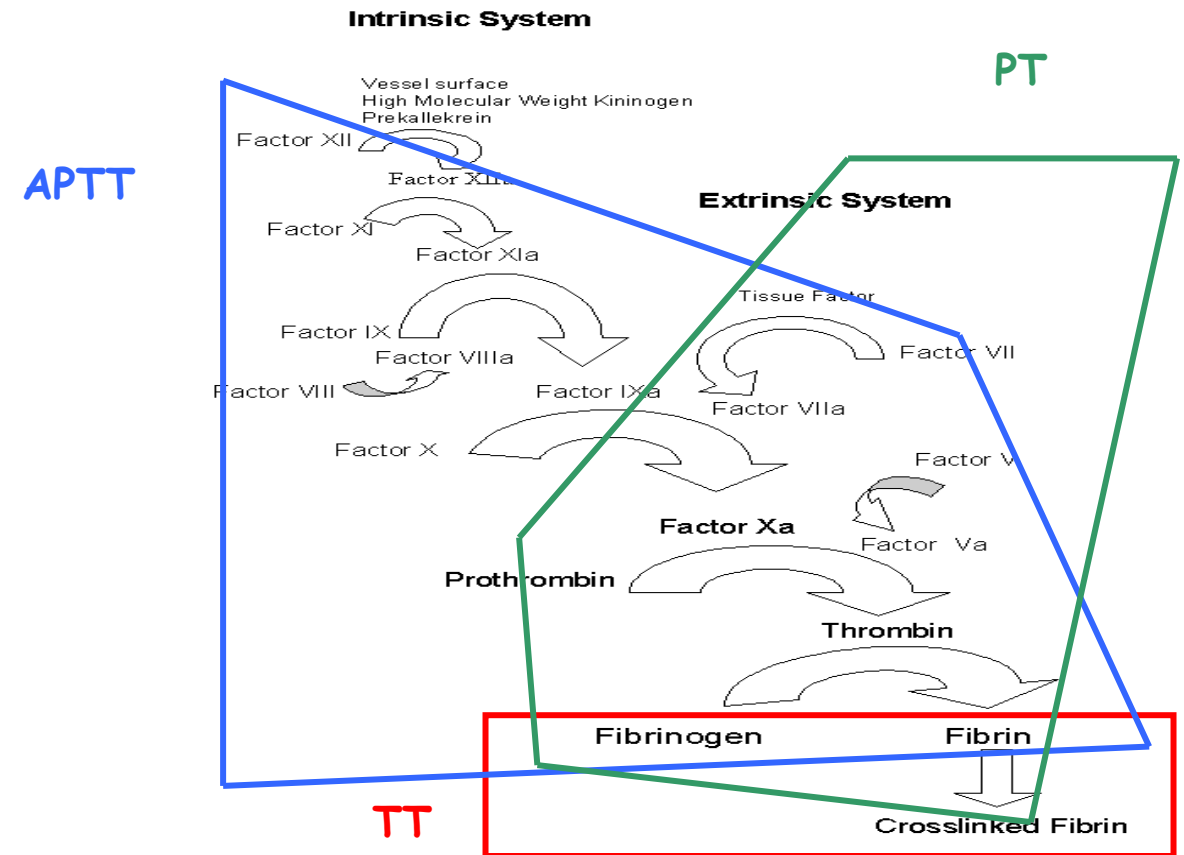 Intrinsic System
PT
Vessel surface
High Molecular Weight Kininogen
Prekallekrein
Factor XII
APTT
Factor XIIa
Extrinsic System
Factor XI
Factor XIa
Tissue Factor
Factor IX
Factor VIIIa
Factor VII
Factor VIII
Factor IXa
Factor VIIa
Factor X
Factor V
Factor Xa
Factor Va
Prothrombin
Thrombin
Fibrinogen
Fibrin
TT
Crosslinked Fibrin